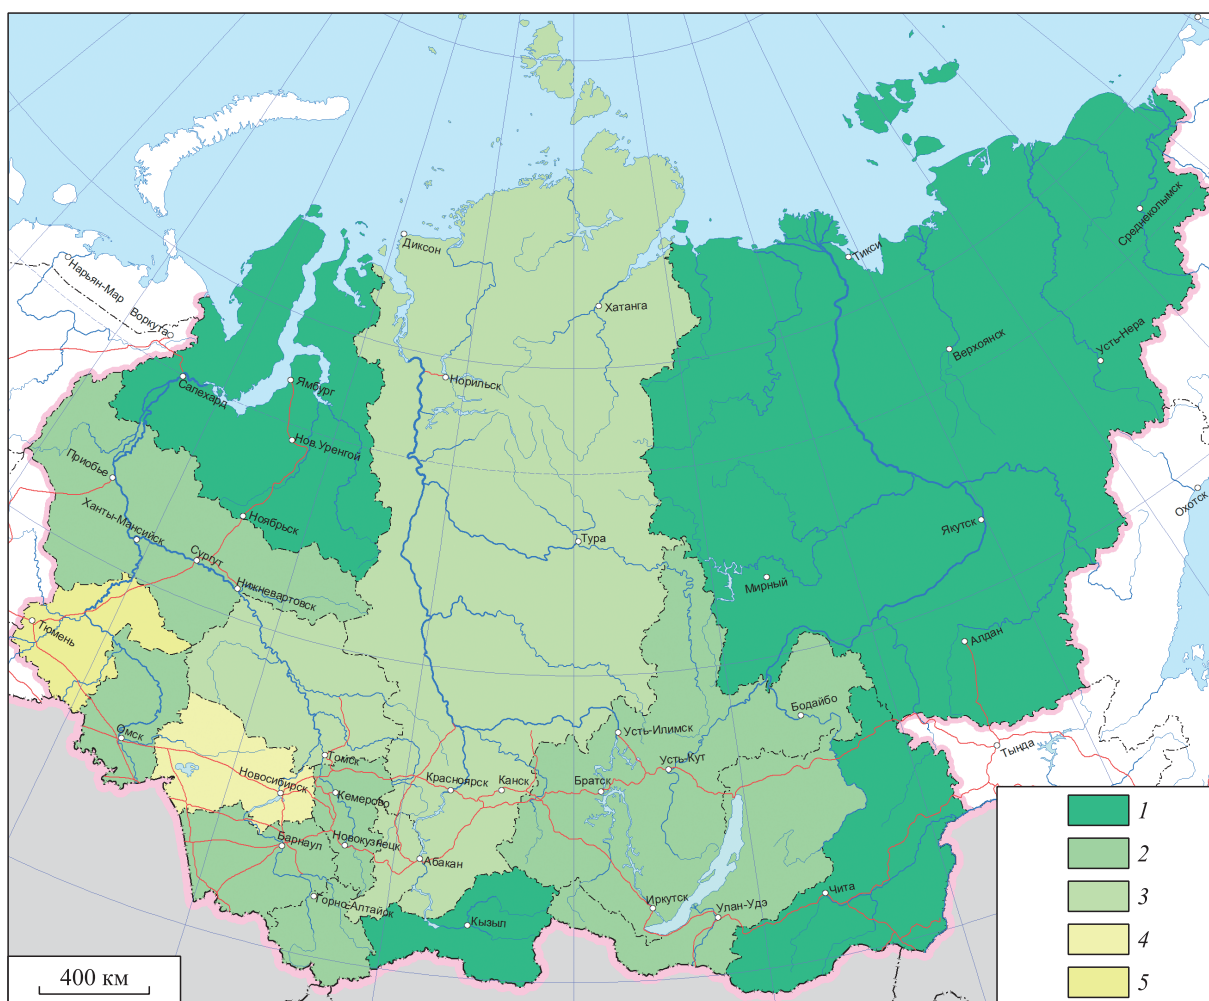 Диксон
Тикси
Среднеколымск
Нарьян-Мар
Воркута
Хатанга
Усть-Нера
Верхоянск
Салехард
Ямбург
Норильск
Нов.Уренгой
Приобье
Ноябрьск
Охотск
Ханты-Мансийск
Якутск
Сургут
Тура
Нижневартовск
Мирный
Тюмень
Алдан
Бодайбо
Омск
Усть-Илимск
Тында
Томск
Усть-Кут
Новосибирск
Красноярск
Канск
Братск
Кемерово
Барнаул
Новокузнецк
Абакан
Горно-Алтайск
Иркутск
Чита
Улан-Удэ
Кызыл
1
2
3
4
5
400 км